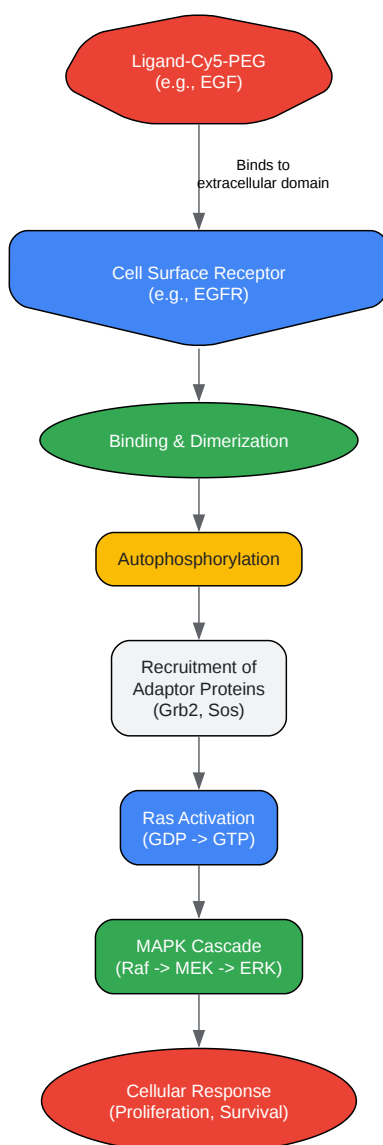 Ligand-Cy5-PEG
(e.g., EGF)
Binds to
extracellular domain
Cell Surface Receptor
(e.g., EGFR)
Binding & Dimerization
Autophosphorylation
Recruitment of
Adaptor Proteins
(Grb2, Sos)
Ras Activation
(GDP -> GTP)
MAPK Cascade
(Raf -> MEK -> ERK)
Cellular Response
(Proliferation, Survival)